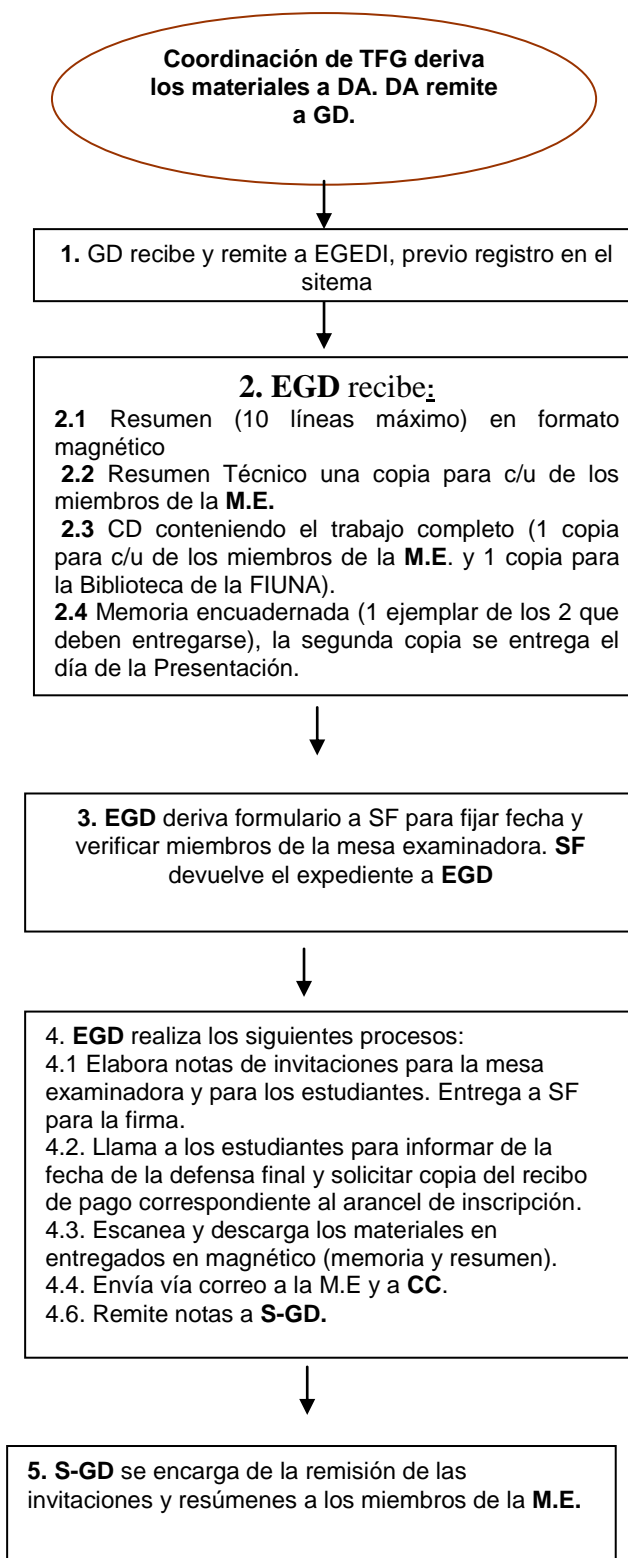 Coordinación de TFG deriva
los materiales a DA. DA remite
a GD.
1. GD recibe y remite a EGEDI, previo registro en el
sitema
2. EGD recibe:
2.1 Resumen (10 líneas máximo) en formato
magnético
2.2 Resumen Técnico una copia para c/u de los
miembros de la M.E.
2.3 CD conteniendo el trabajo completo (1 copia
para c/u de los miembros de la M.E. y 1 copia para
la Biblioteca de la FIUNA).
2.4 Memoria encuadernada (1 ejemplar de los 2 que
deben entregarse), la segunda copia se entrega el
día de la Presentación.
3. EGD deriva formulario a SF para fijar fecha y
verificar miembros de la mesa examinadora. SF
devuelve el expediente a EGD
4. EGD realiza los siguientes procesos:
4.1 Elabora notas de invitaciones para la mesa
examinadora y para los estudiantes. Entrega a SF
para la firma.
4.2. Llama a los estudiantes para informar de la
fecha de la defensa final y solicitar copia del recibo
de pago correspondiente al arancel de inscripción.
4.3. Escanea y descarga los materiales en
entregados en magnético (memoria y resumen).
4.4. Envía vía correo a la M.E y a CC.
4.6. Remite notas a S-GD.
5. S-GD se encarga de la remisión de las
invitaciones y resúmenes a los miembros de la M.E.